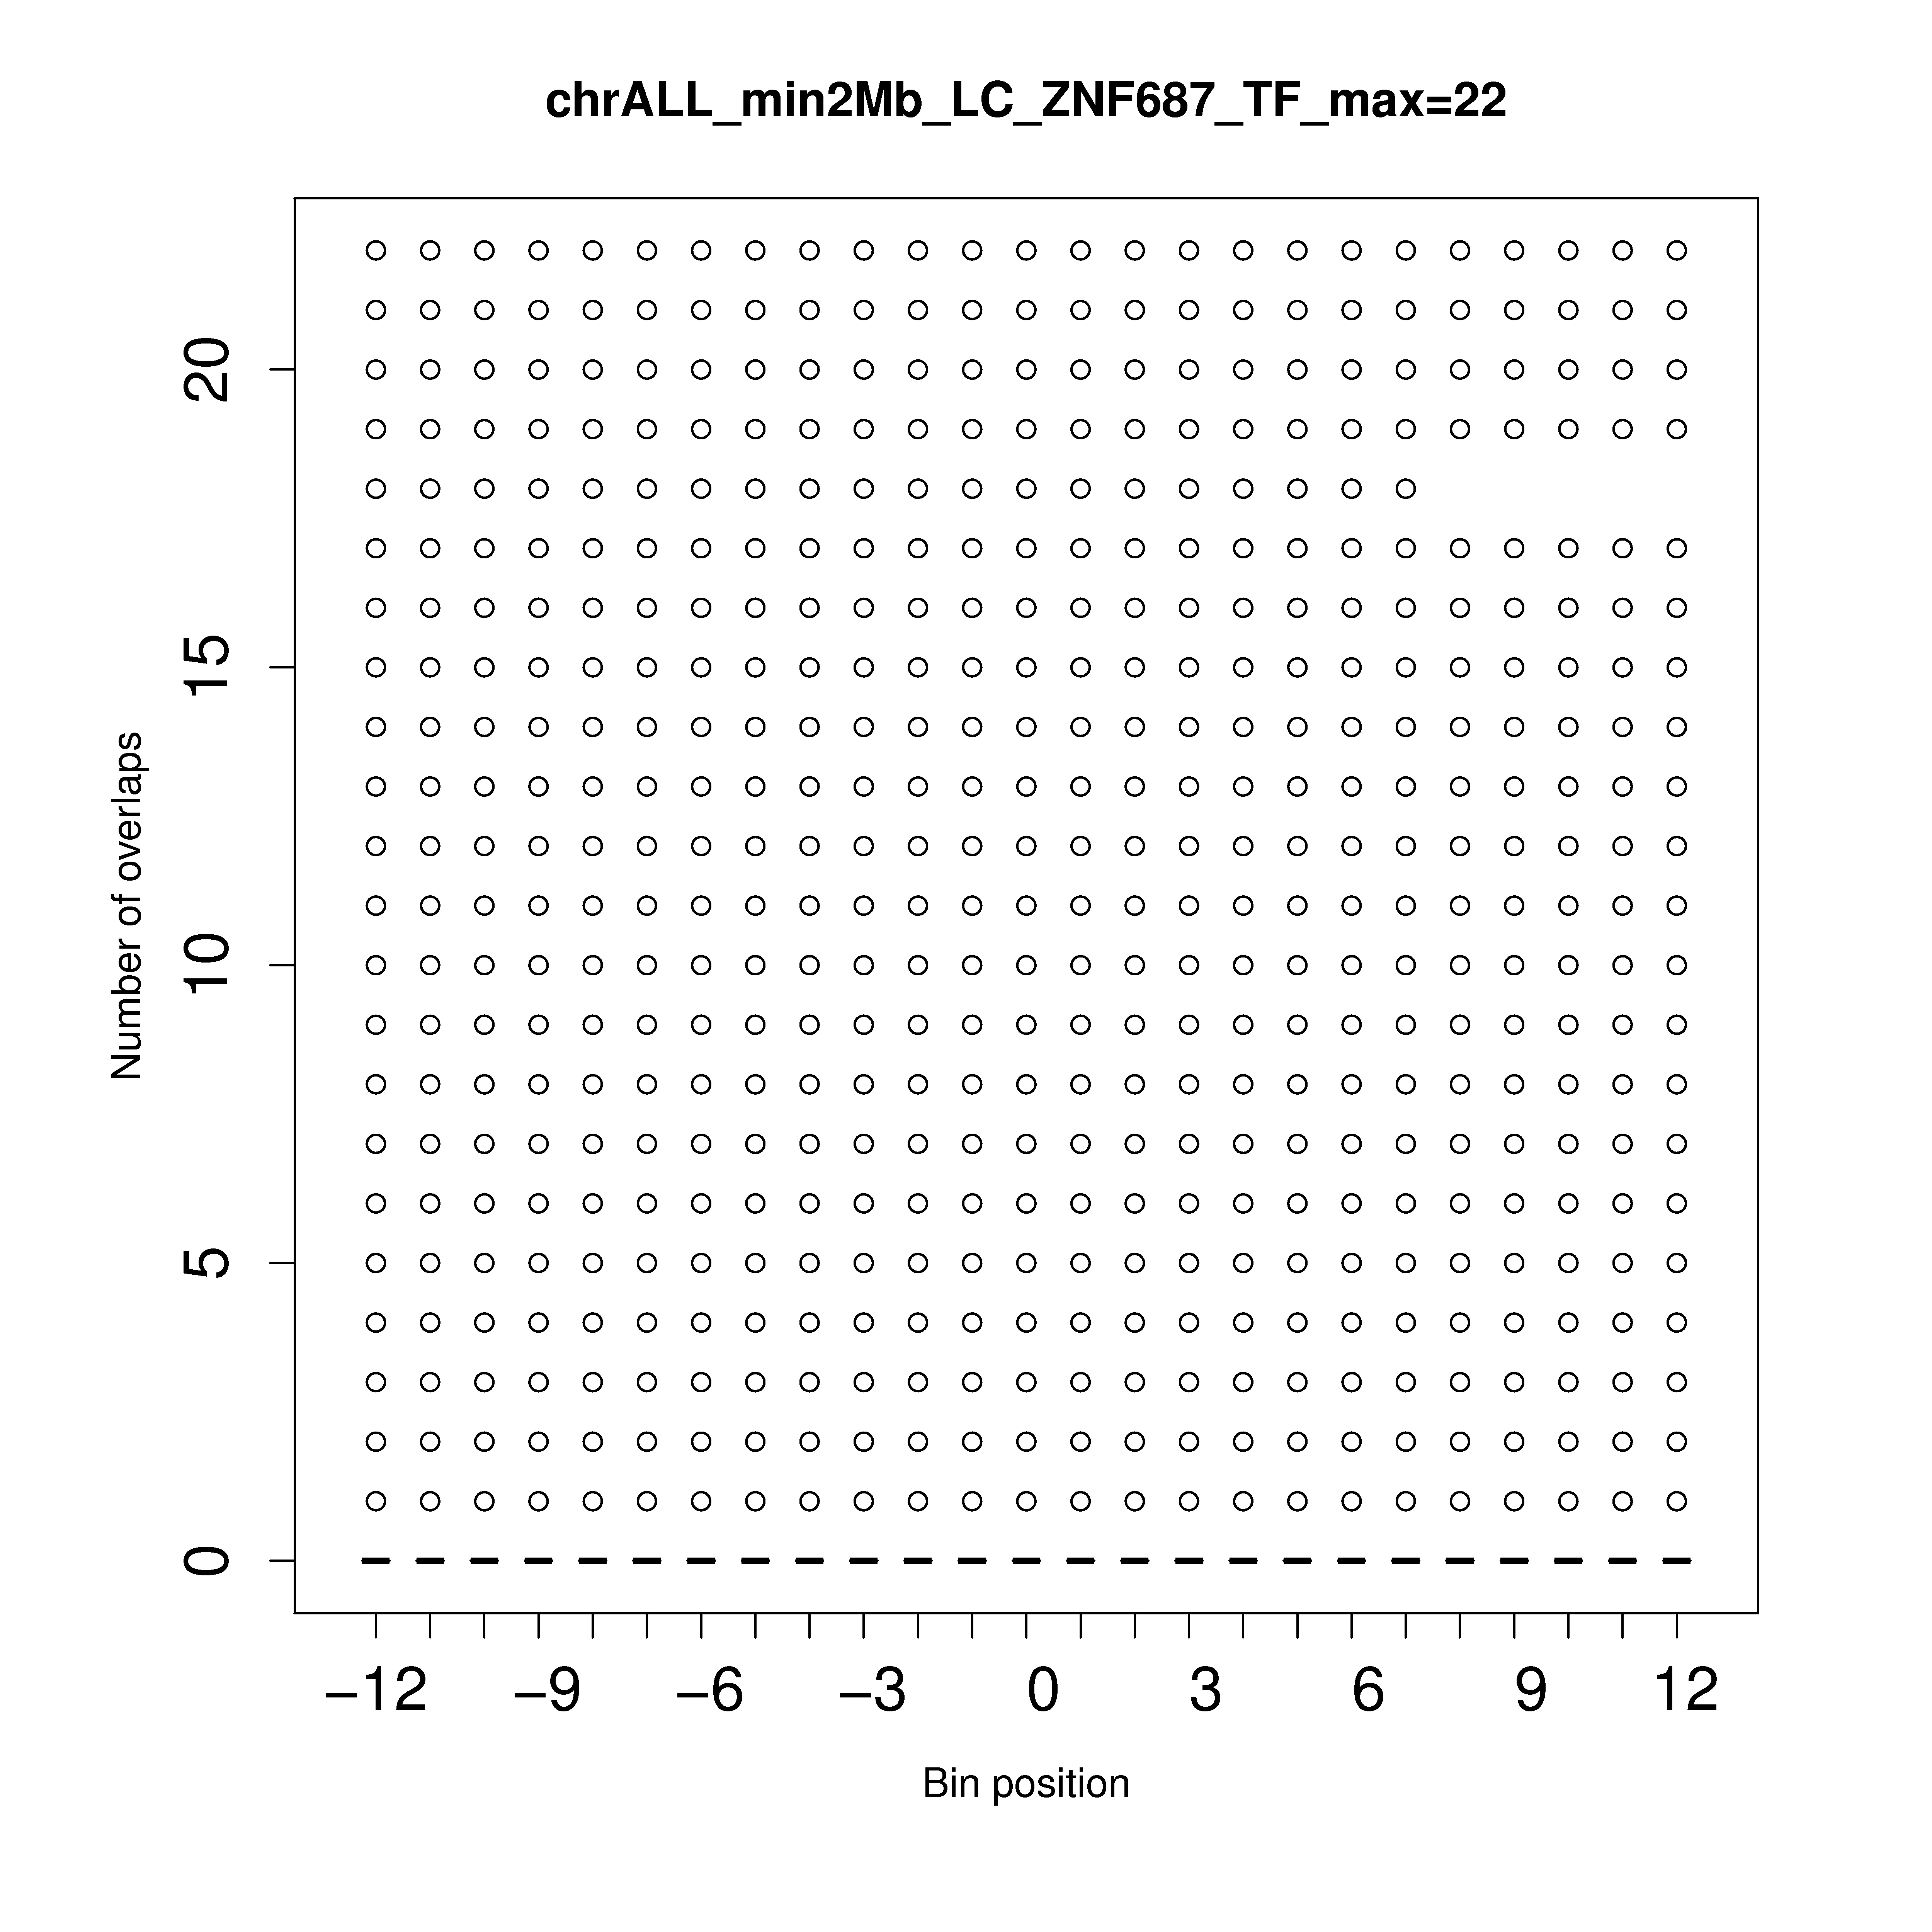 chrALL_min2Mb_LC_ZNF687_TF_max=22
20
15
10
5
0
Number of overlaps
−12 −9 −6 −3 0 3 6 9 12
Bin position